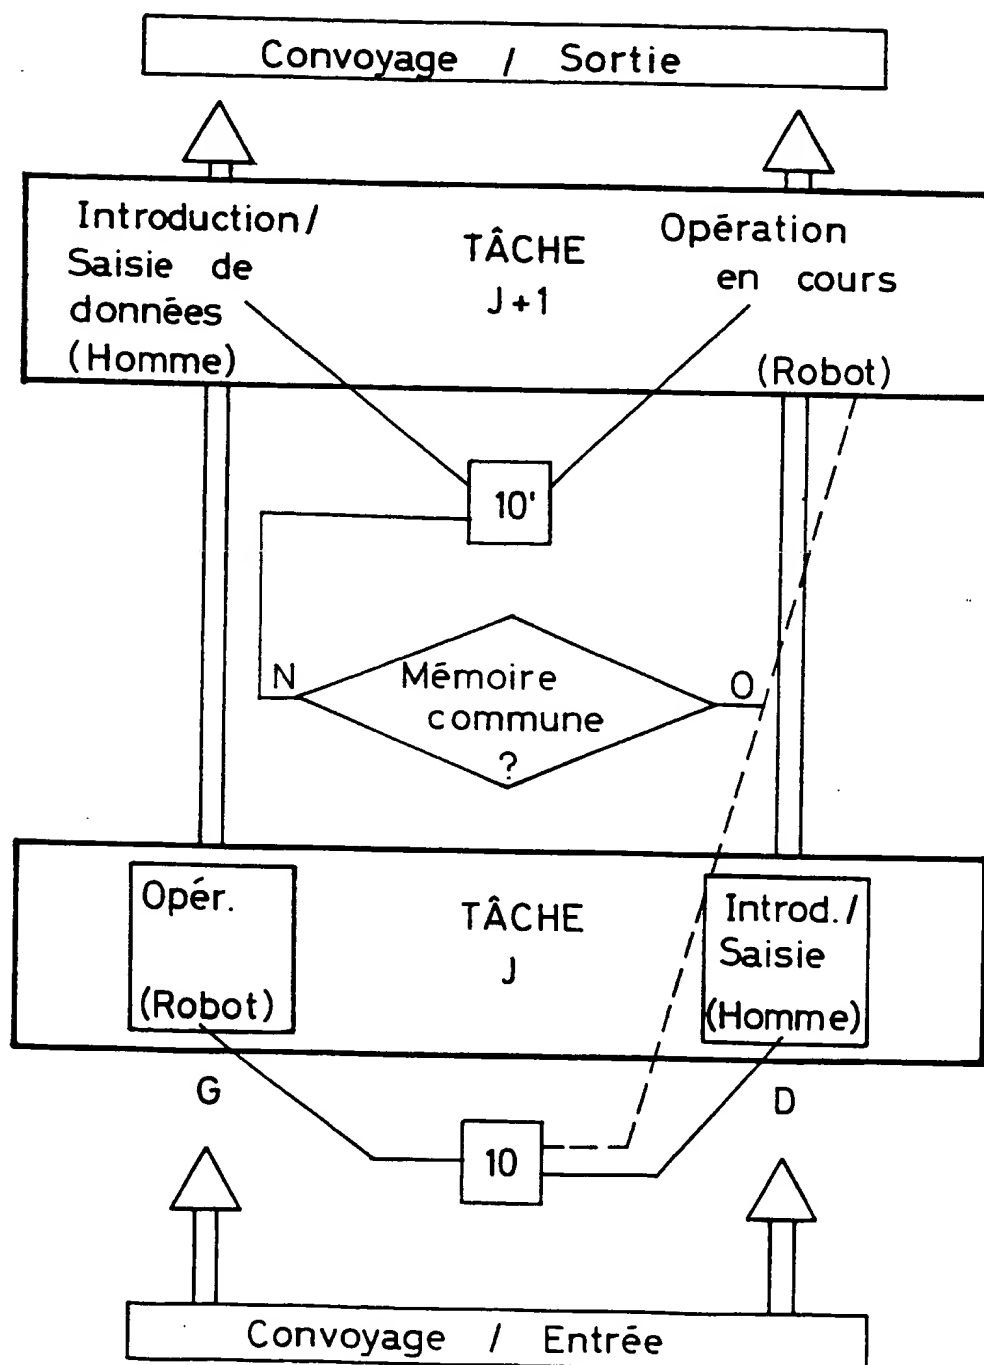 Convoyage / Sortie
Introduction/
Saisie de
données
(Homme)
TÂCHE
J+1
Opération
en cours
(Robot)
10'
N
Mémoire
commune
?
O
Opér.
(Robot)
TÂCHE
J
Introd./
Saisie
(Homme)
G
10
D
Convoyage / Entrée